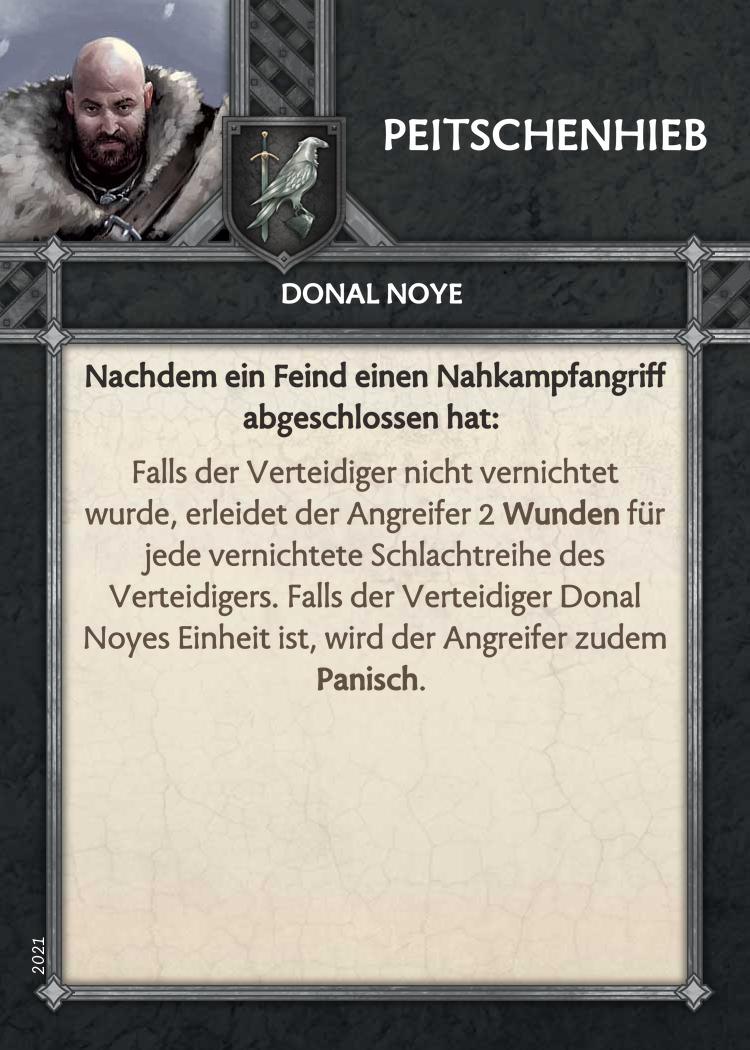 PEITSCHENHIEB
DONAL NOYE
Nachdem ein Feind einen Nahkampfangriff
abgeschlossen hat:
Falls der Verteidiger nicht vernichtet
wurde, erleidet der Angreifer 2 Wunden für
jede vernichtete Schlachtreihe des
Verteidigers. Falls der Verteidiger Donal
Noyes Einheit ist, wird der Angreifer zudem
Panisch.
2021